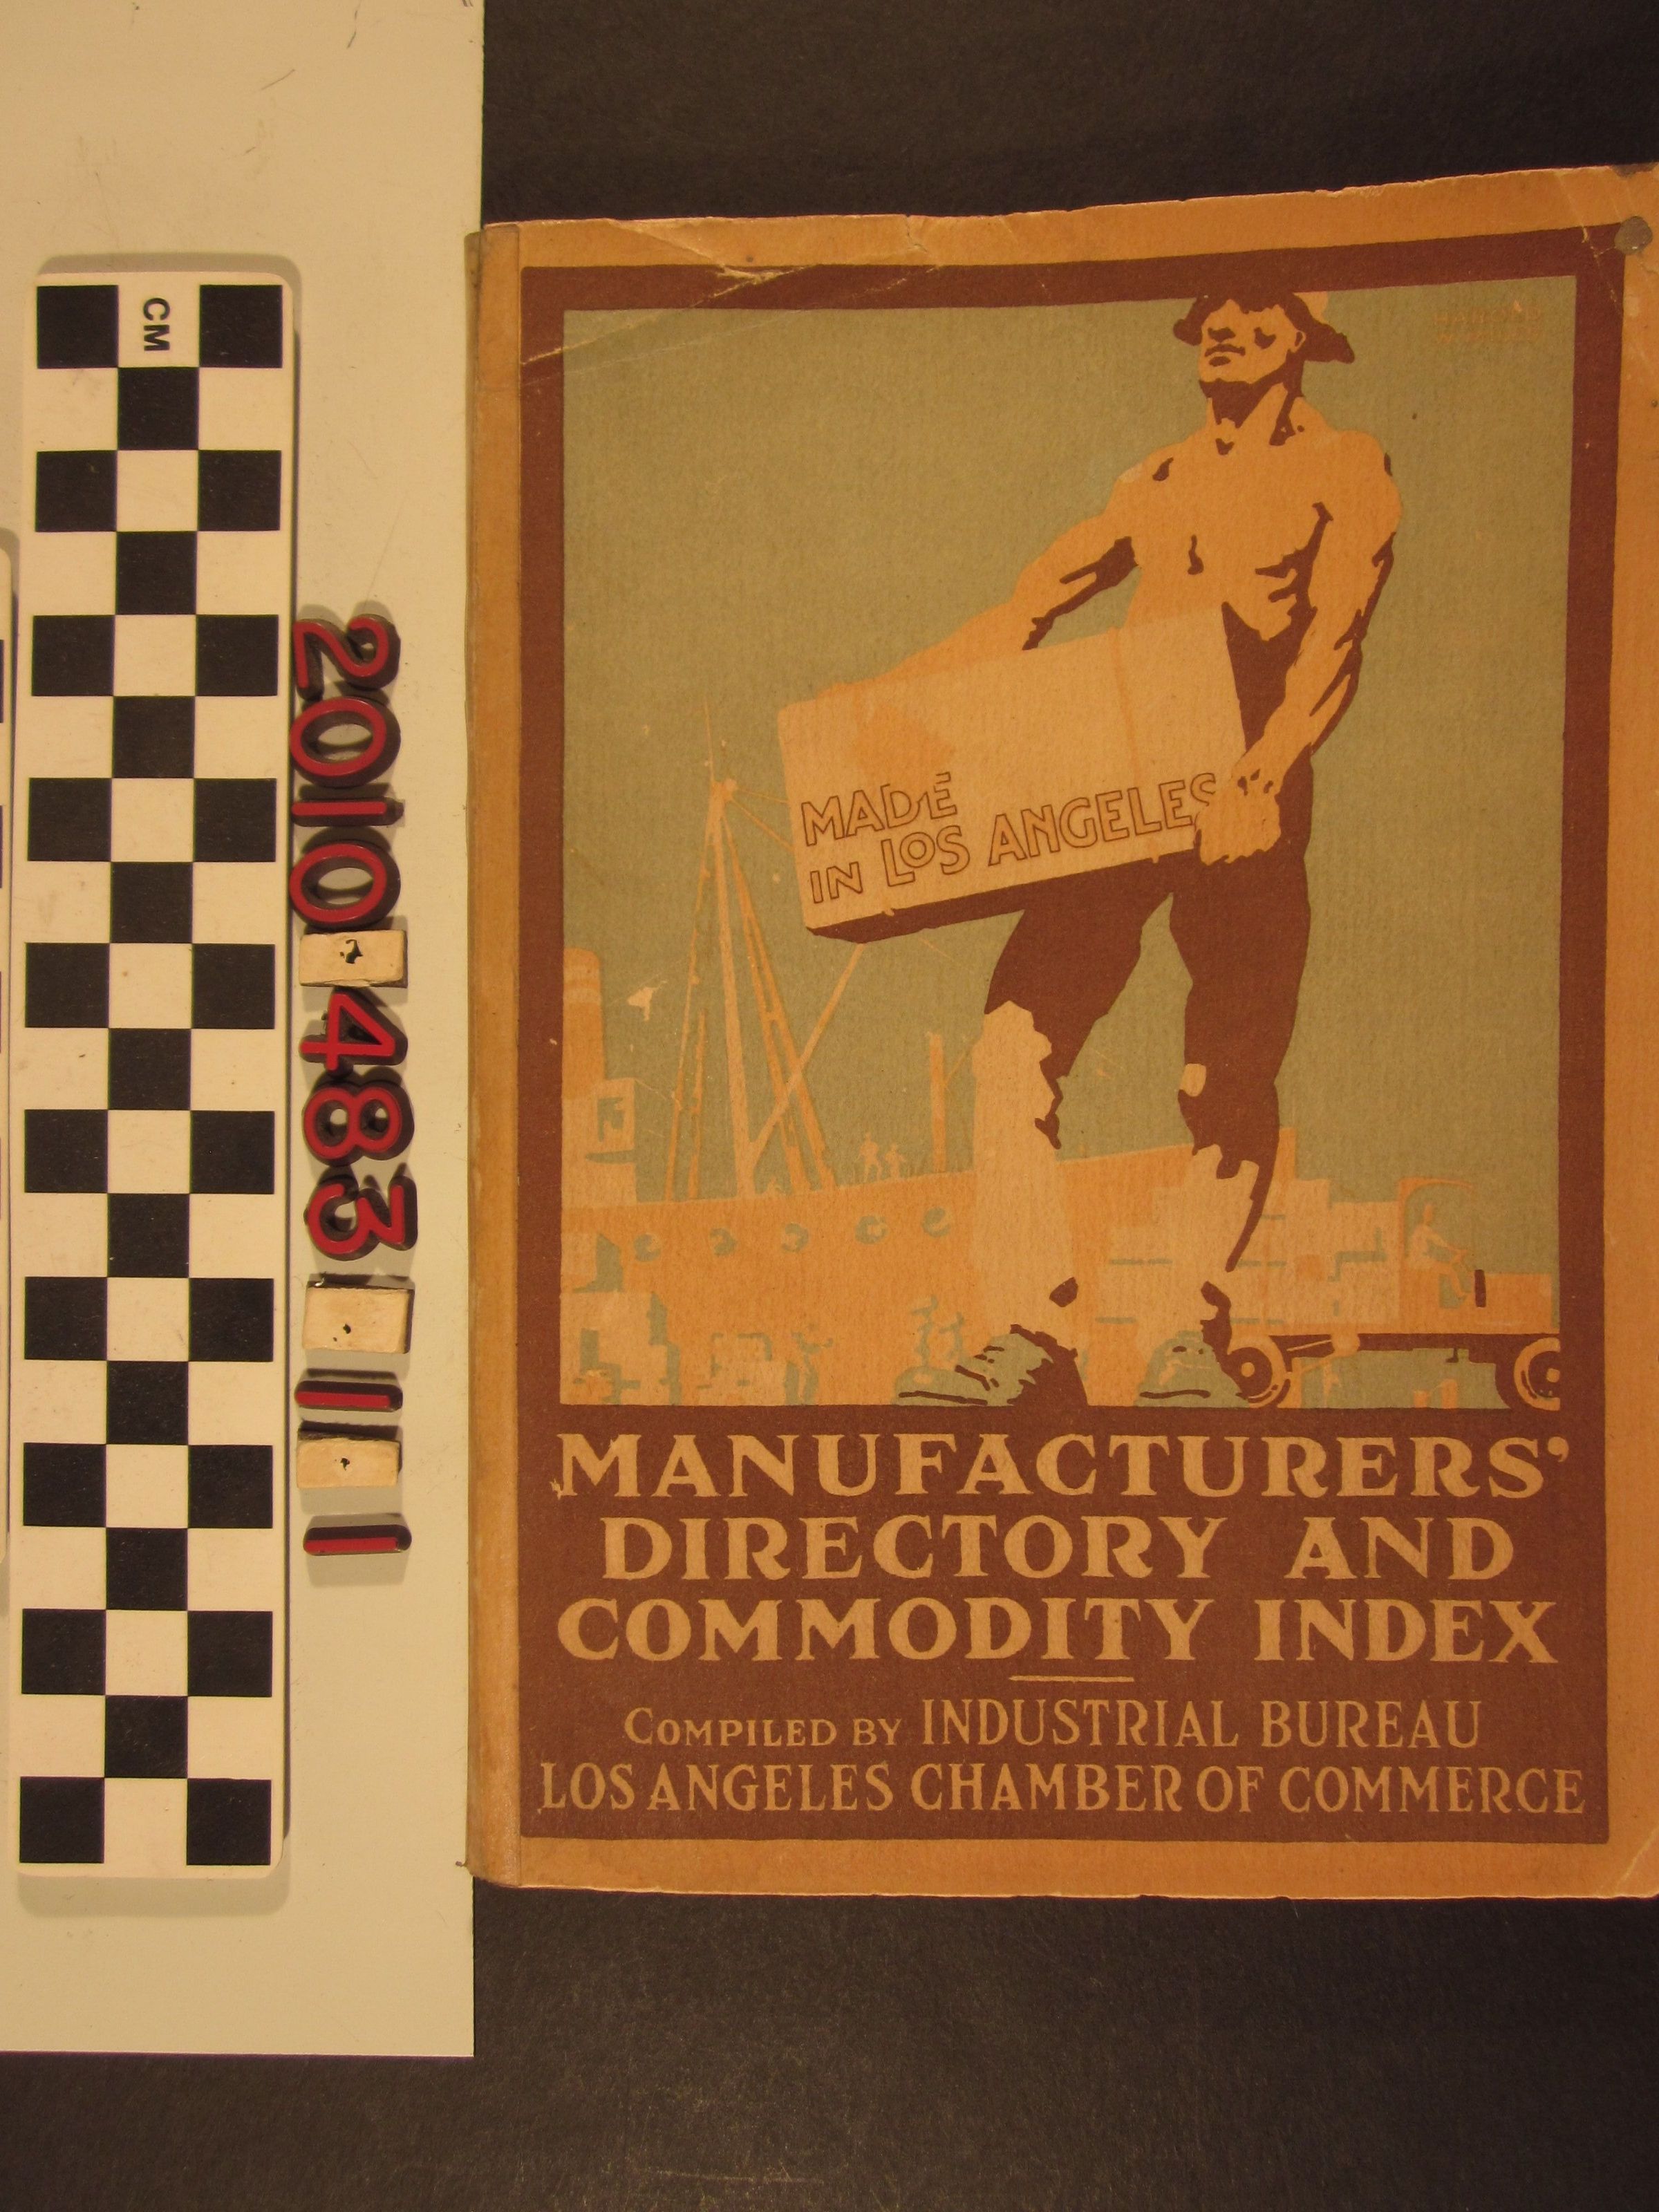 CM
2010 483 1 1
MADE
IN LOS ANGELES
MANUFACTURERS'
DIRECTORY AND
COMMODITY INDEX
COMPILED BY INDUSTRIAL BUREAU
LOS ANGELES CHAMBER OF COMMERCE